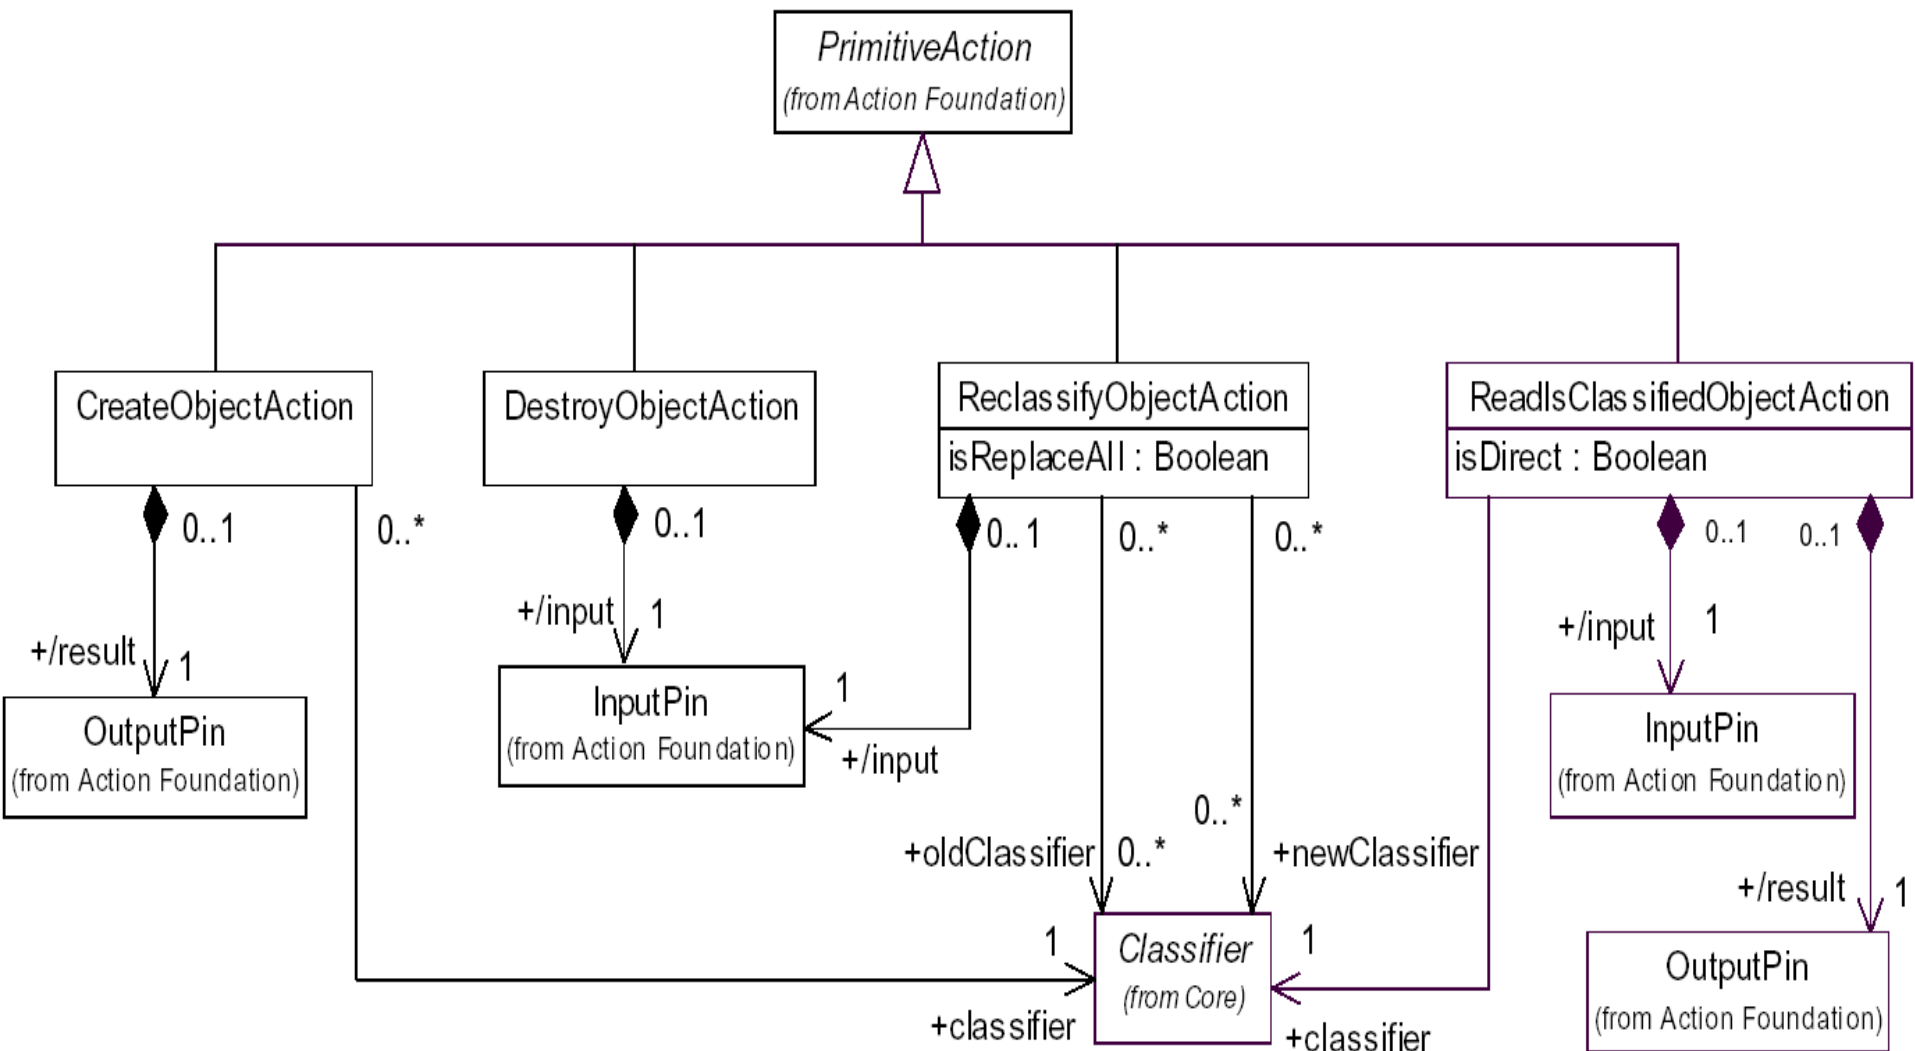 PrimitiveAction
(from Action Foundation)
CreateObjectAction
DestroyObjectAction
ReclassifyObjectAction
isReplaceAll : Boolean
ReadIsClassifiedObjectAction
isDirect : Boolean
0..1
0..*
0..1
0..1
0..*
0..*
0..1
0..1
+/result
1
+/input
1
1
+/input
+/input
1
OutputPin
(from Action Foundation)
InputPin
(from Action Foundation)
InputPin
(from Action Foundation)
0..*
+oldClassifier
0..*
+newClassifier
+/result
1
1
Classifier
(from Core)
1
+classifier
+classifier
OutputPin
(from Action Foundation)